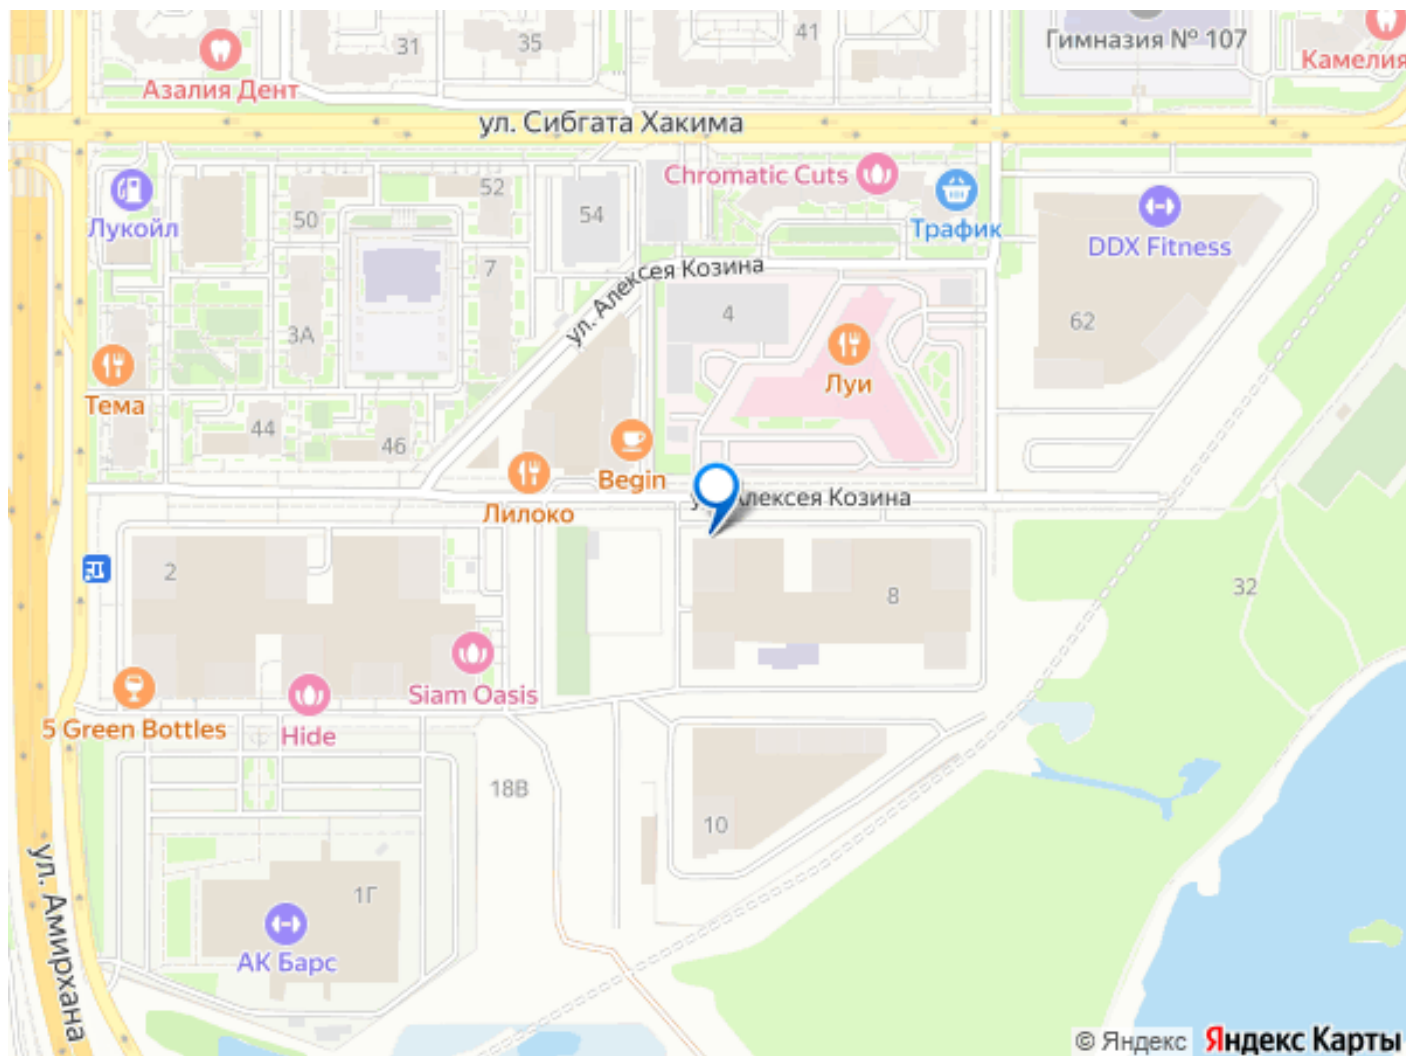 31
35
41
Гимназия № 107
Камелия
Азалия Дент
ул. Сибгата Хакима
Chromatic Cuts
52
50
54
Лукойл
Трафик
DDX Fitness
7
ул. Алексея Козина
4
62
3А
Луи
Тема
44
46
Begin
Лилоко
Алексея Козина
2
8
32
Siam Oasis
5 Green Bottles
Hide
18В
10
1Г
ул. Амирхана
АК Барс
© Яндекс Яндекс Карты